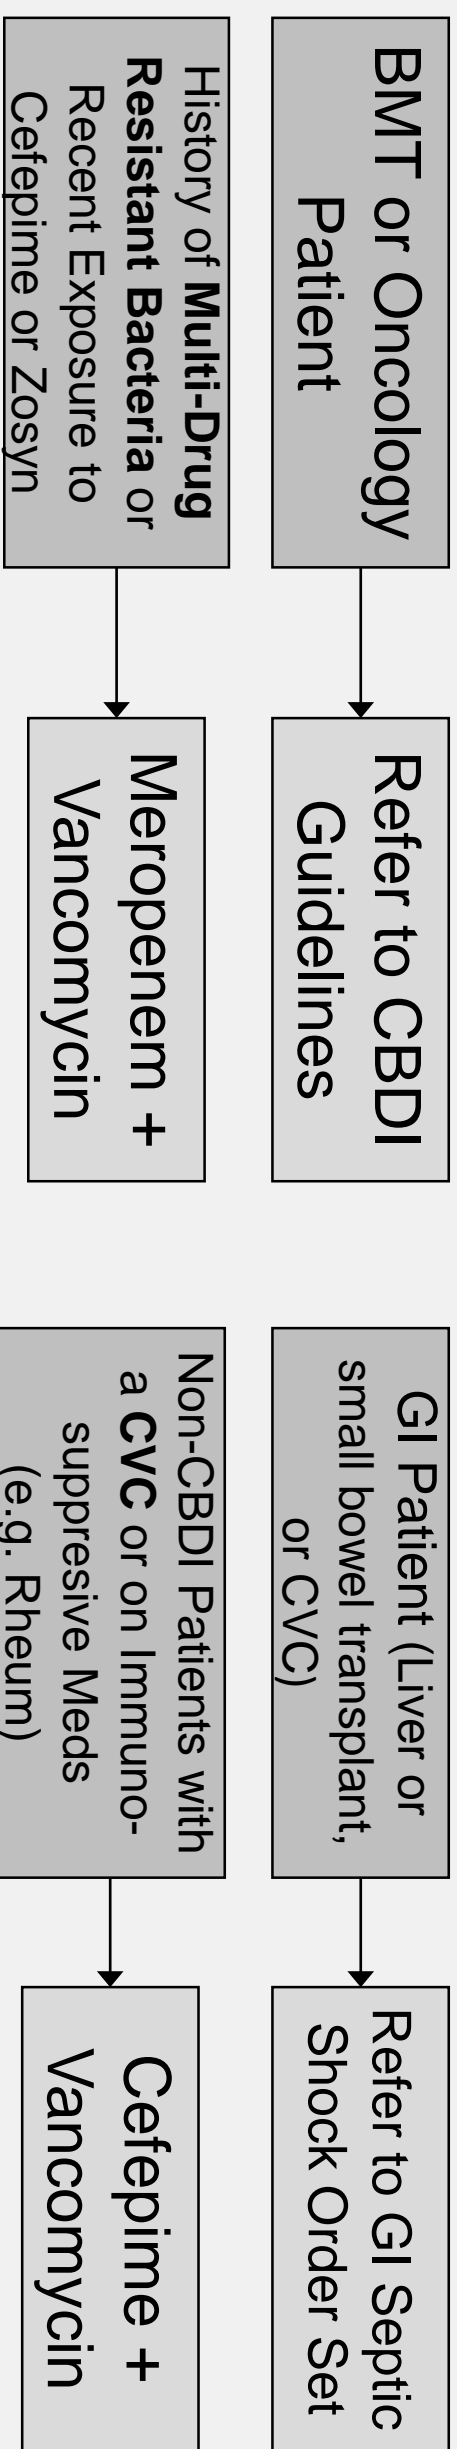 BMT or Oncology
Patient
Refer to CBDI
Guidelines
GI Patient (Liver or
small bowel transplant,
or CVC)
Refer to GI Septic
Shock Order Set
History of Multi-Drug
Resistant Bacteria or
Recent Exposure to
Cefepime or Zosyn
Meropenem +
Vancomycin
Non-CBDI Patients with
a CVC or on Immuno-
suppresive Meds
(e.g. Rheum)
Cefepime +
Vancomycin